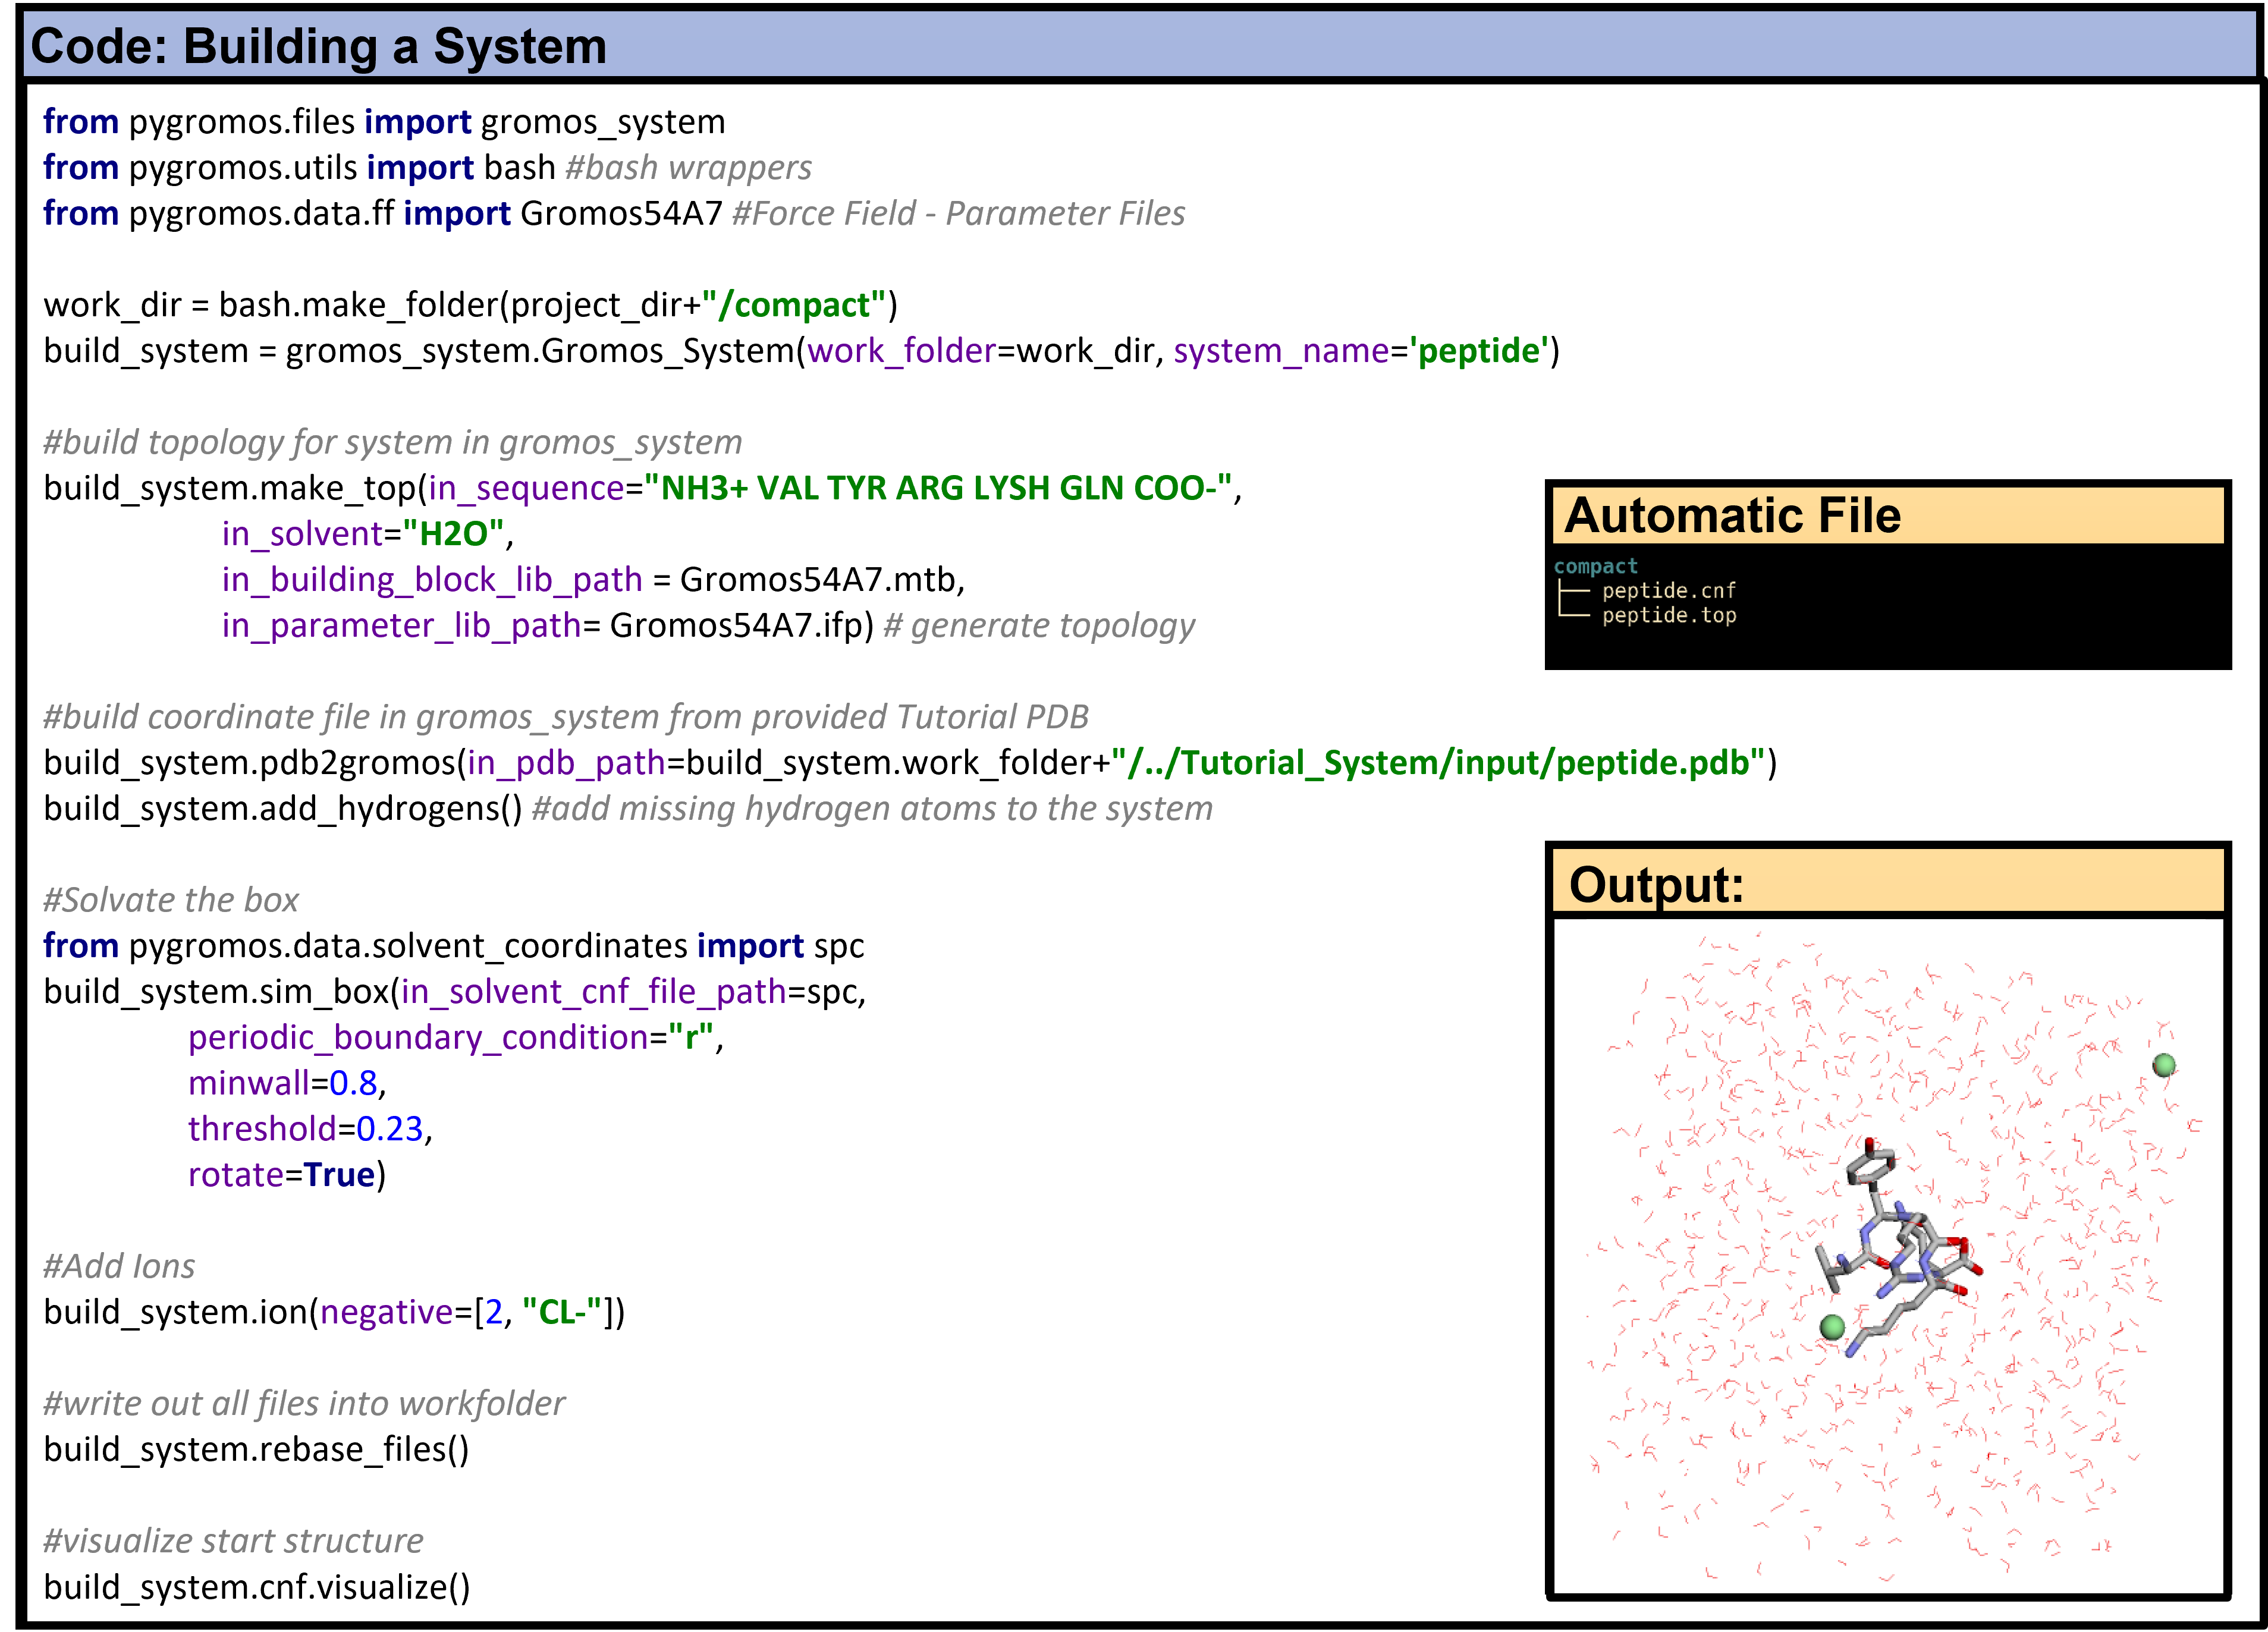 Code: Building a System
from pygromos.files import gromos_system
from pygromos.utils import bash #bash wrappers
from pygromos.data.ff import Gromos54A7 #Force Field - Parameter Files
work_dir = bash.make_folder(project_dir+"/compact")
build_system = gromos_system.Gromos_System(work_folder=work_dir, system_name='peptide')
#build topology for system in gromos_system
build_system.make_top(in_sequence="NH3+ VAL TYR ARG LYSH GLN COO-",
in_solvent="H2O",
in_building_block_lib_path = Gromos54A7.mtb,
in_parameter_lib_path= Gromos54A7.ifp) # generate topology
#build coordinate file in gromos_system from provided Tutorial PDB
build_system.pdb2gromos(in_pdb_path=build_system.work_folder+"/../Tutorial_System/input/peptide.pdb")
build_system.add_hydrogens() #add missing hydrogen atoms to the system
#Solvate the box
from pygromos.data.solvent_coordinates import spc
build_system.sim_box(in_solvent_cnf_file_path=spc,
periodic_boundary_condition="r",
minwall=0.8,
threshold=0.23,
rotate=True)
#Add Ions
build_system.ion(negative=[2, "CL-"])
#write out all files into workfolder
build_system.rebase_files()
#visualize start structure
build_system.cnf.visualize()
Automatic File
compact
├── peptide.cnf
└── peptide.top
Output: